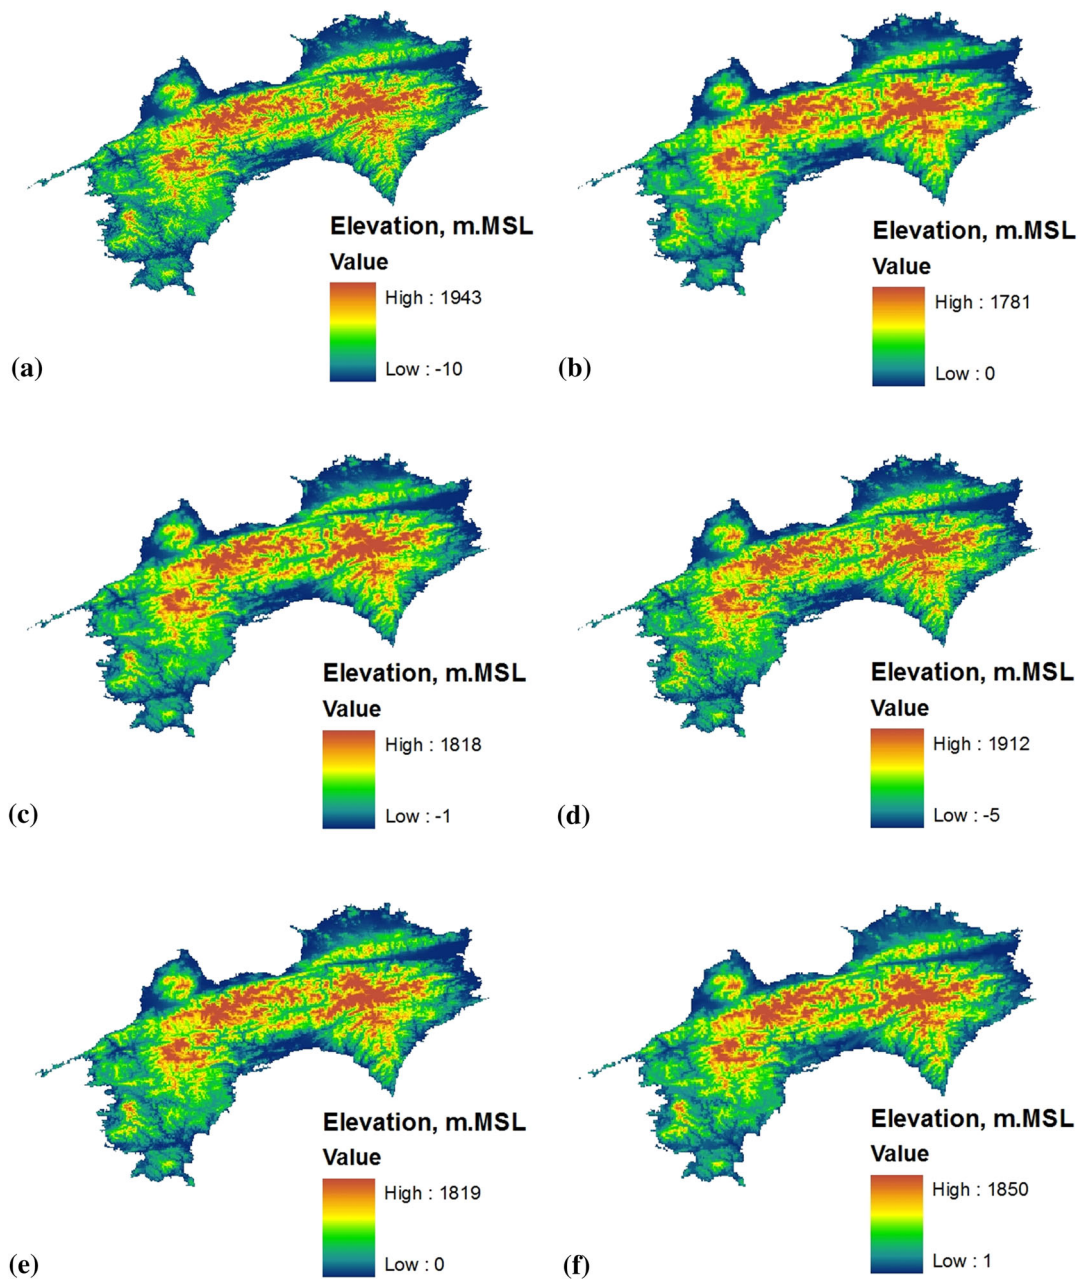 Elevation, m.MSL
Value
High : 1943
Low : -10
(a)
Elevation, m.MSL
Value
High : 1781
Low : 0
(b)
Elevation, m.MSL
Value
High : 1818
Low : -1
(c)
Elevation, m.MSL
Value
High : 1912
Low : -5
(d)
Elevation, m.MSL
Value
High : 1819
Low : 0
(e)
Elevation, m.MSL
Value
High : 1850
Low : 1
(f)